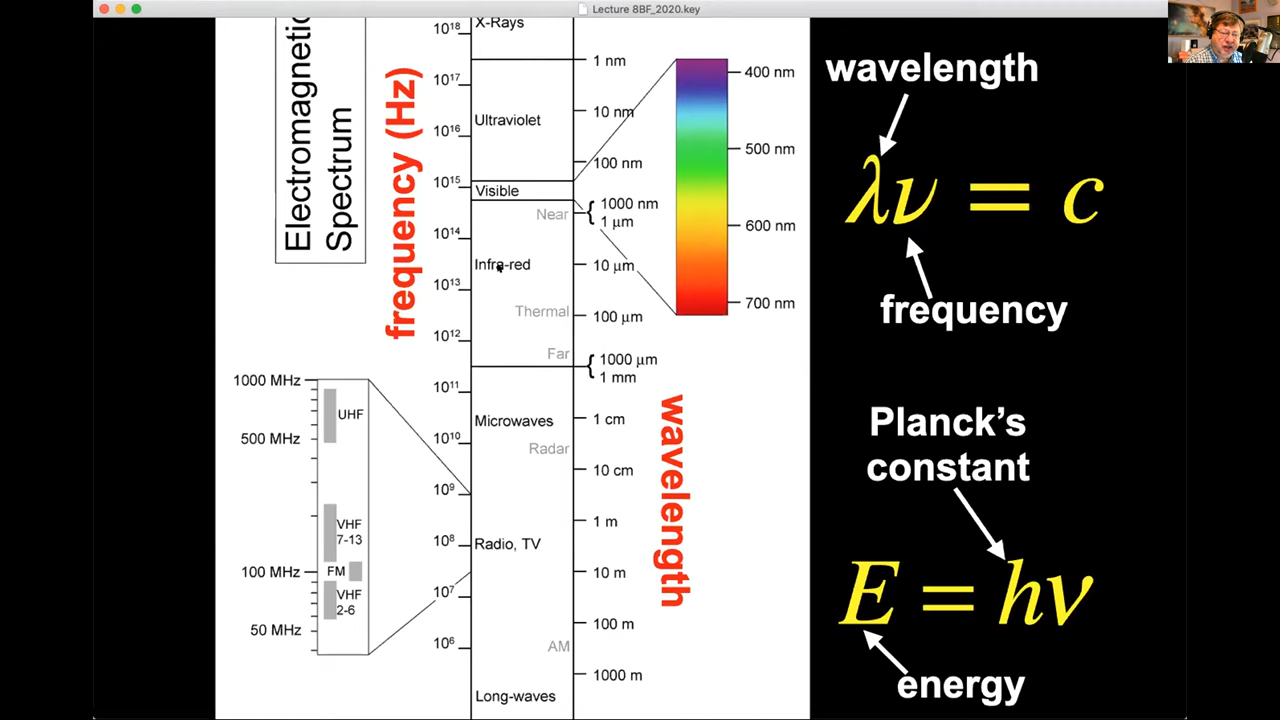 Lecture 8BF_2020.key
Electromagnetic
Spectrum
frequency (Hz)
10¹⁸
10¹⁷
10¹⁶
10¹⁵
10¹⁴
10¹³
10¹²
10¹¹
10¹⁰
10⁹
10⁸
10⁷
10⁶
X-Rays
Ultraviolet
Visible
Near
Infra-red
Thermal
Far
Microwaves
Radar
Radio, TV
AM
Long-waves
1 nm
10 nm
100 nm
1000 nm
1 µm
10 µm
100 µm
1000 µm
1 mm
1 cm
10 cm
1 m
10 m
100 m
1000 m
wavelength
400 nm
500 nm
600 nm
700 nm
1000 MHz
500 MHz
100 MHz
50 MHz
UHF
VHF
7-13
FM
VHF
2-6
wavelength
λν = c
frequency
Planck's
constant
E = hν
energy